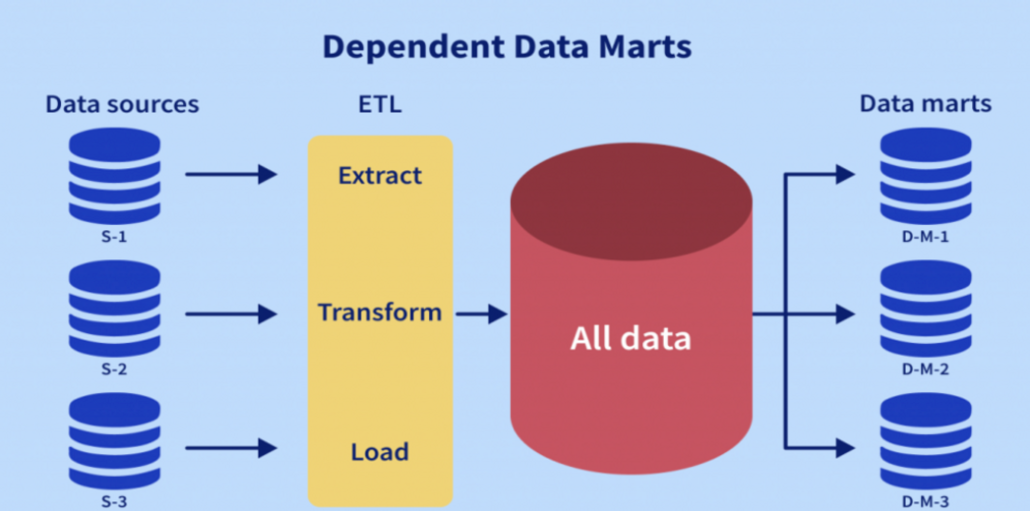 Dependent Data Marts
Data sources
ETL
Data marts
Extract
S-1
D-M-1
Transform
All data
S-2
D-M-2
Load
S-3
D-M-3